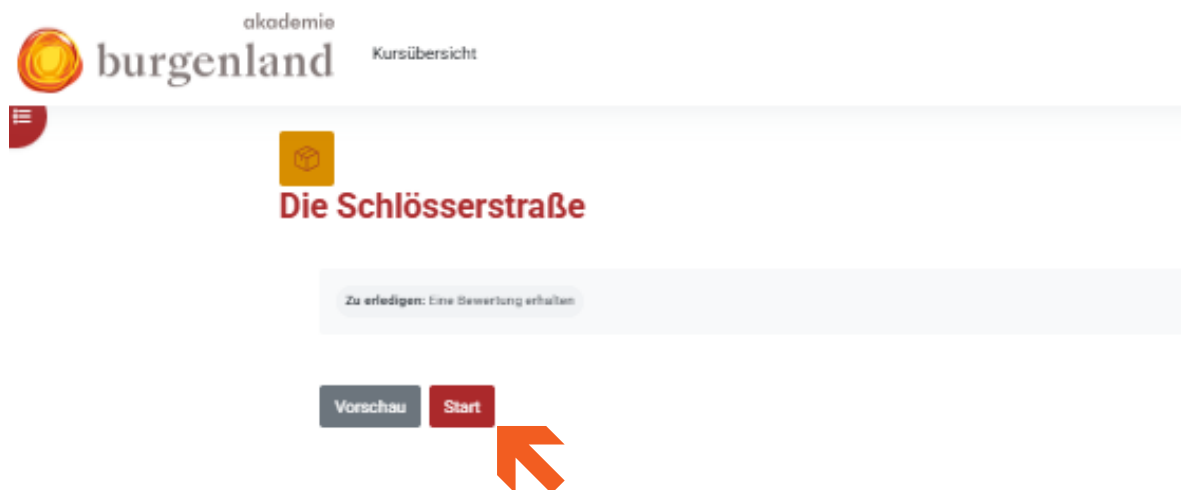 akademie
burgenland
Kursübersicht
Die Schlösserstraße
Zu erledigen: Eine Bewertung erhalten
Vorschau
Start